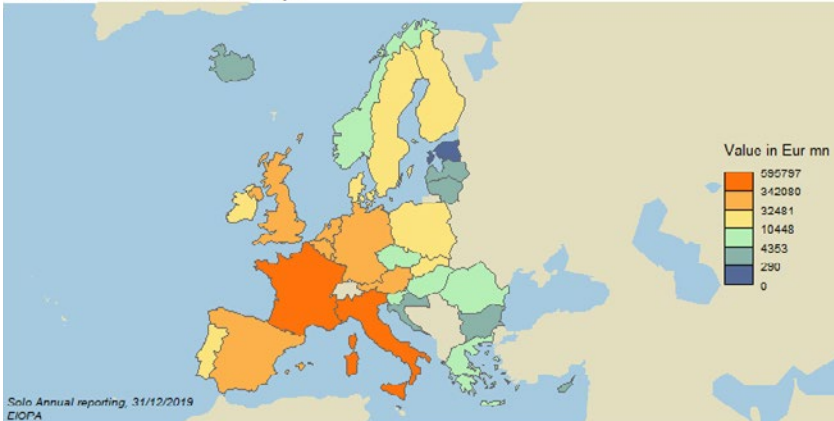 Value in Eur mn
595797
342080
32481
10448
4353
290
0
Solo Annual reporting, 31/12/2019
EIOPA